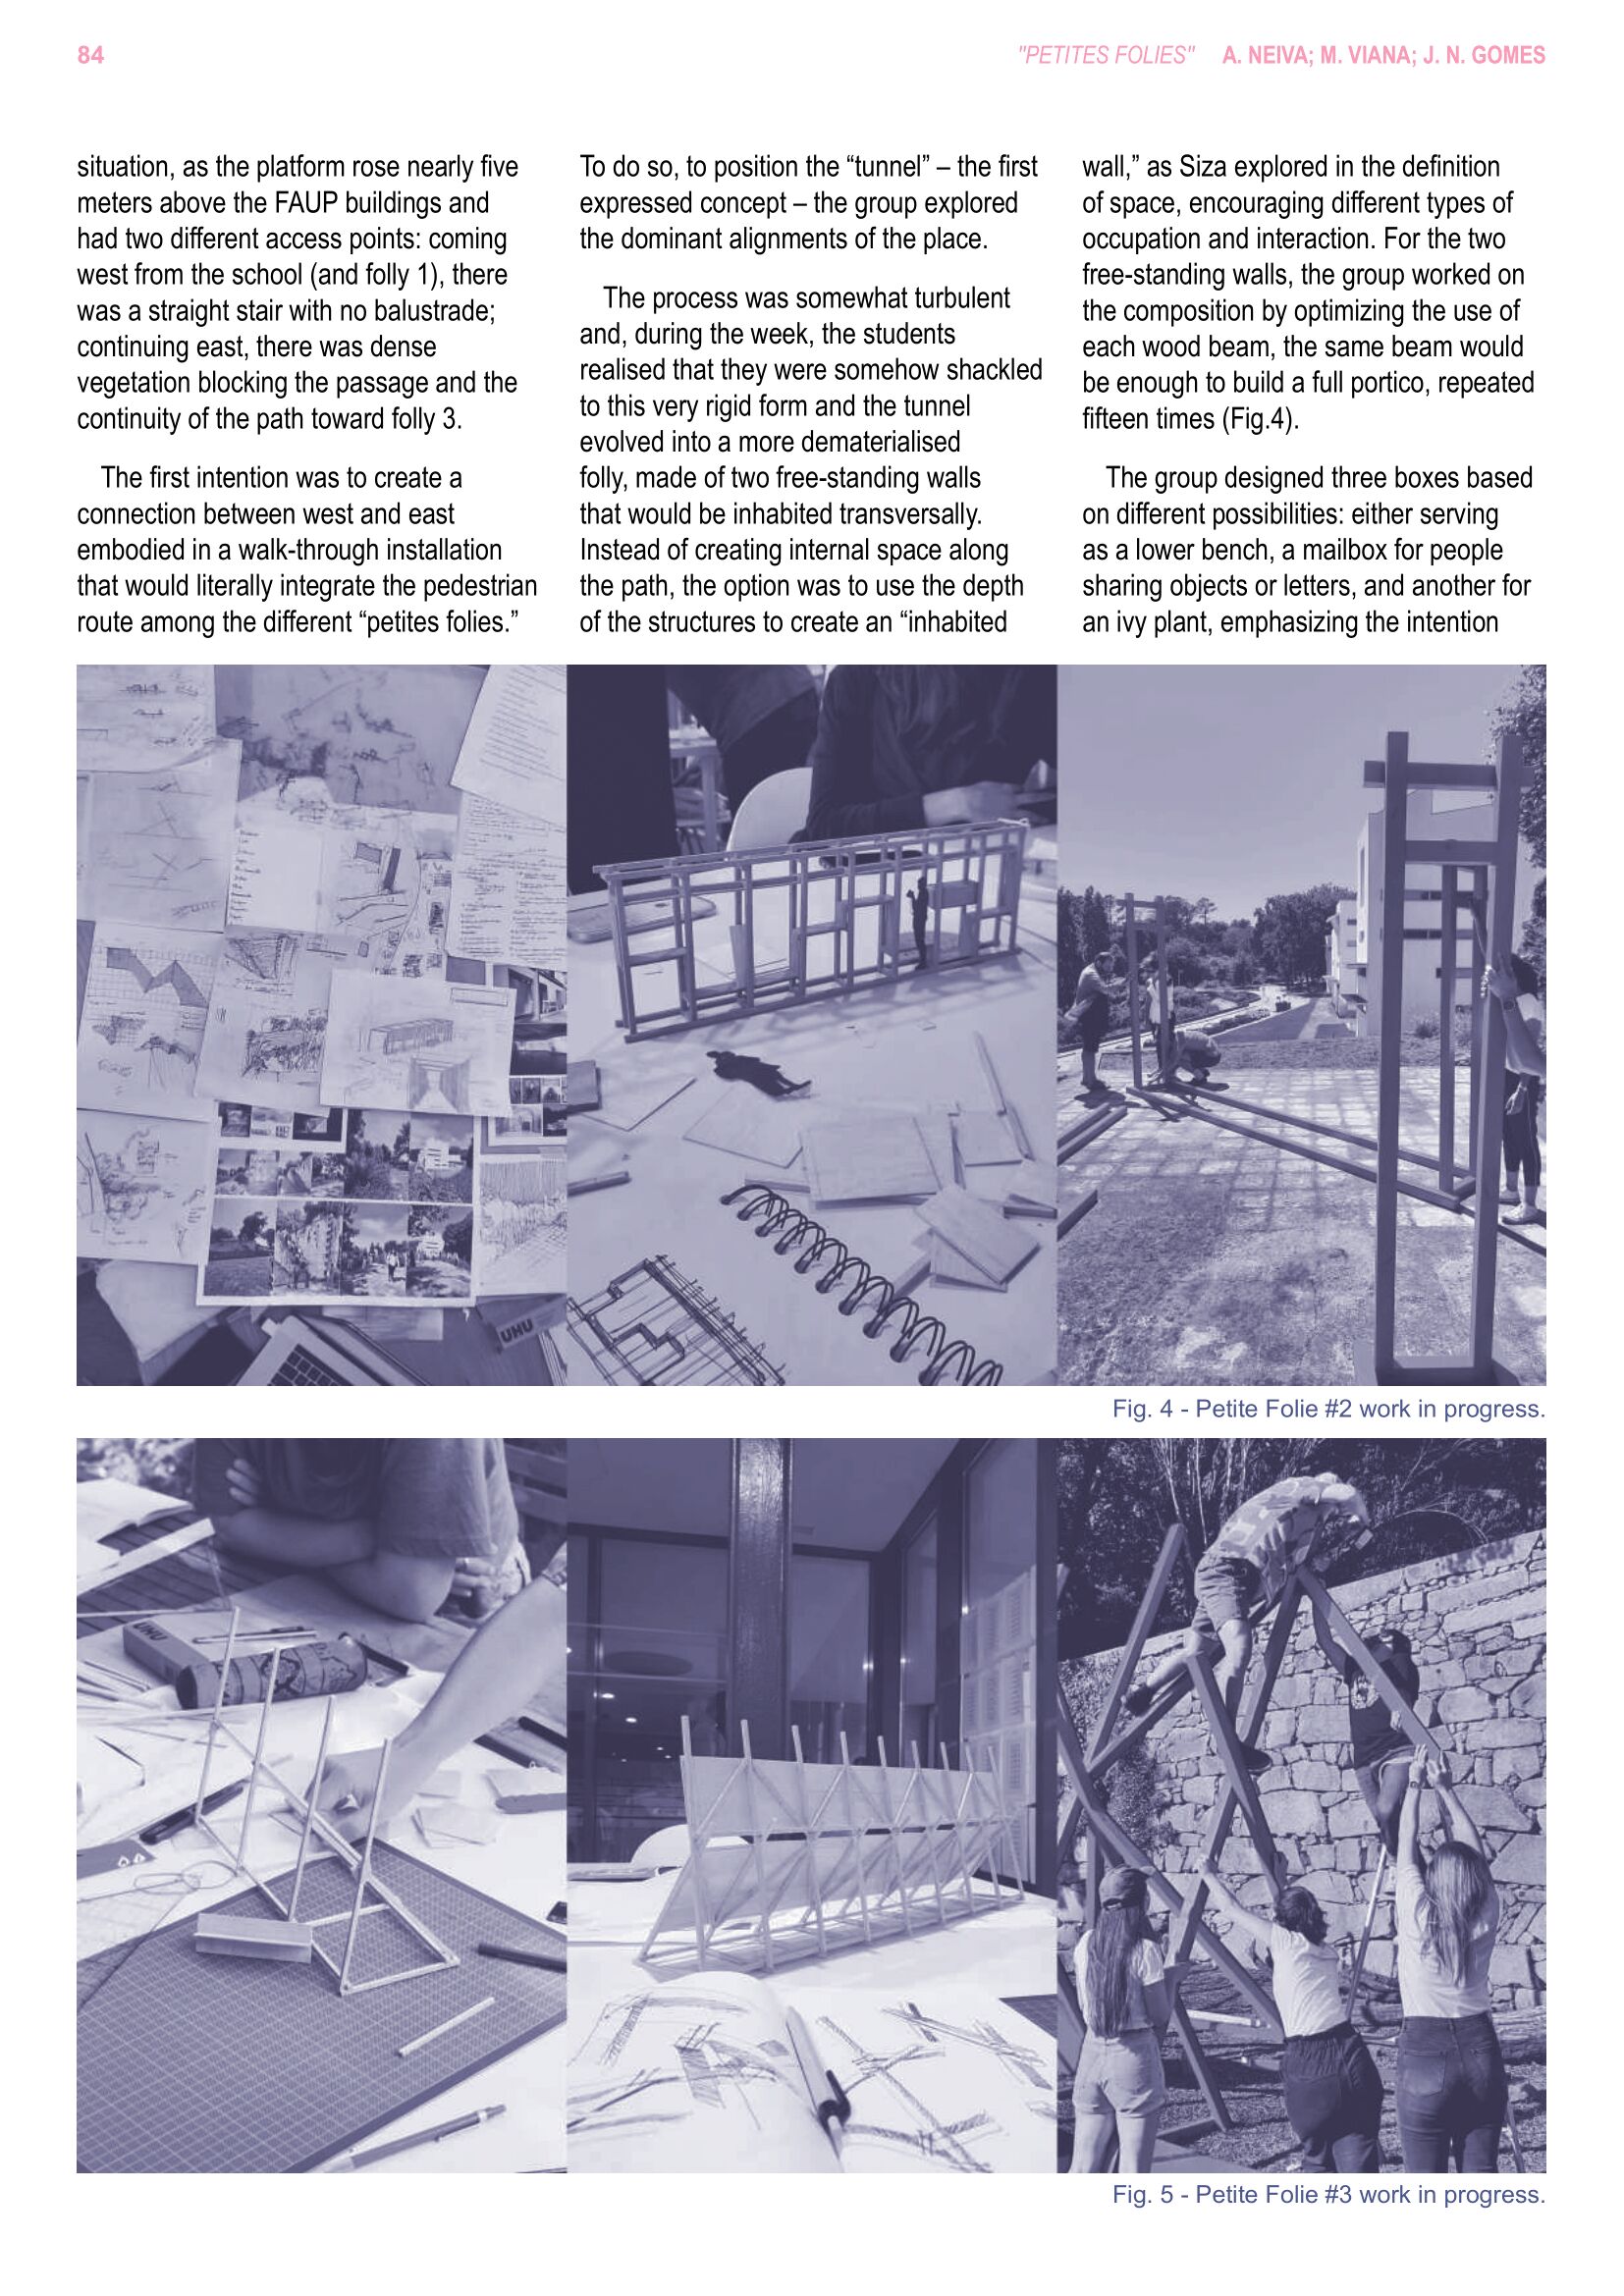 84
"PETITES FOLIES" A. NEIVA; M. VIANA; J. N. GOMES
situation, as the platform rose nearly five
meters above the FAUP buildings and
had two different access points: coming
west from the school (and folly 1), there
was a straight stair with no balustrade;
continuing east, there was dense
vegetation blocking the passage and the
continuity of the path toward folly 3.
The first intention was to create a
connection between west and east
embodied in a walk-through installation
that would literally integrate the pedestrian
route among the different “petites folies.”
To do so, to position the “tunnel” – the first
expressed concept – the group explored
the dominant alignments of the place.
The process was somewhat turbulent
and, during the week, the students
realised that they were somehow shackled
to this very rigid form and the tunnel
evolved into a more dematerialised
folly, made of two free-standing walls
that would be inhabited transversally.
Instead of creating internal space along
the path, the option was to use the depth
of the structures to create an “inhabited
wall,” as Siza explored in the definition
of space, encouraging different types of
occupation and interaction. For the two
free-standing walls, the group worked on
the composition by optimizing the use of
each wood beam, the same beam would
be enough to build a full portico, repeated
fifteen times (Fig.4).
The group designed three boxes based
on different possibilities: either serving
as a lower bench, a mailbox for people
sharing objects or letters, and another for
an ivy plant, emphasizing the intention
UHU
Fig. 4 - Petite Folie #2 work in progress.
UHU
Fig. 5 - Petite Folie #3 work in progress.